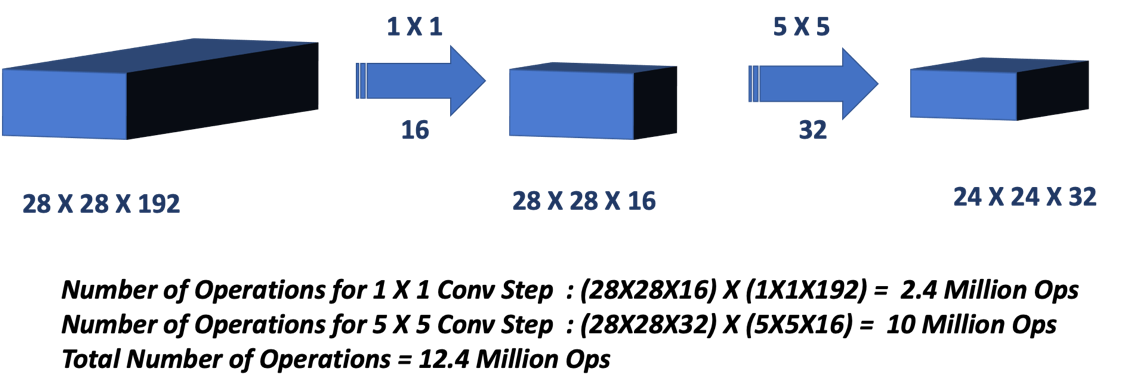 1 X 1
5 X 5
16
32
28 X 28 X 192
28 X 28 X 16
24 X 24 X 32
Number of Operations for 1 X 1 Conv Step : (28X28X16) X (1X1X192) = 2.4 Million Ops
Number of Operations for 5 X 5 Conv Step : (28X28X32) X (5X5X16) = 10 Million Ops
Total Number of Operations = 12.4 Million Ops